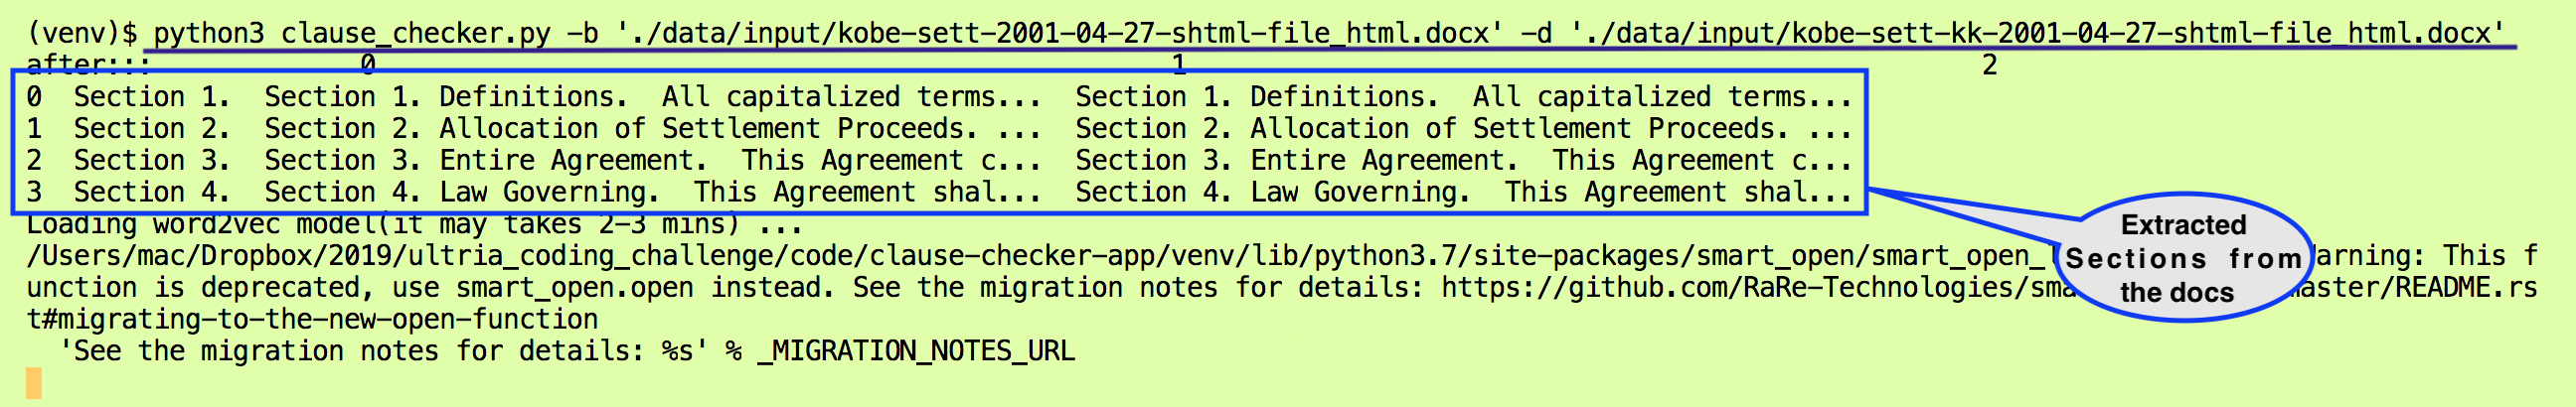 (venv)$ python3 clause_checker.py -b './data/input/kobe-sett-2001-04-27-shtml-file_html.docx' -d './data/input/kobe-sett-kk-2001-04-27-shtml-file_html.docx'
after::: 0 1 2
0 Section 1. Section 1. Definitions. All capitalized terms... Section 1. Definitions. All capitalized terms...
1 Section 2. Section 2. Allocation of Settlement Proceeds. ... Section 2. Allocation of Settlement Proceeds. ...
2 Section 3. Section 3. Entire Agreement. This Agreement c... Section 3. Entire Agreement. This Agreement c...
3 Section 4. Section 4. Law Governing. This Agreement shal... Section 4. Law Governing. This Agreement shal...
Loading word2vec model(it may takes 2-3 mins) ...
/Users/mac/Dropbox/2019/ultria_coding_challenge/code/clause-checker-app/venv/lib/python3.7/site-packages/smart_open/smart_open_ arning: This f
unction is deprecated, use smart_open.open instead. See the migration notes for details: https://github.com/RaRe-Technologies/sma aster/README.rs
t#migrating-to-the-new-open-function
'See the migration notes for details: %s' % _MIGRATION_NOTES_URL
Extracted
Sections from
the docs